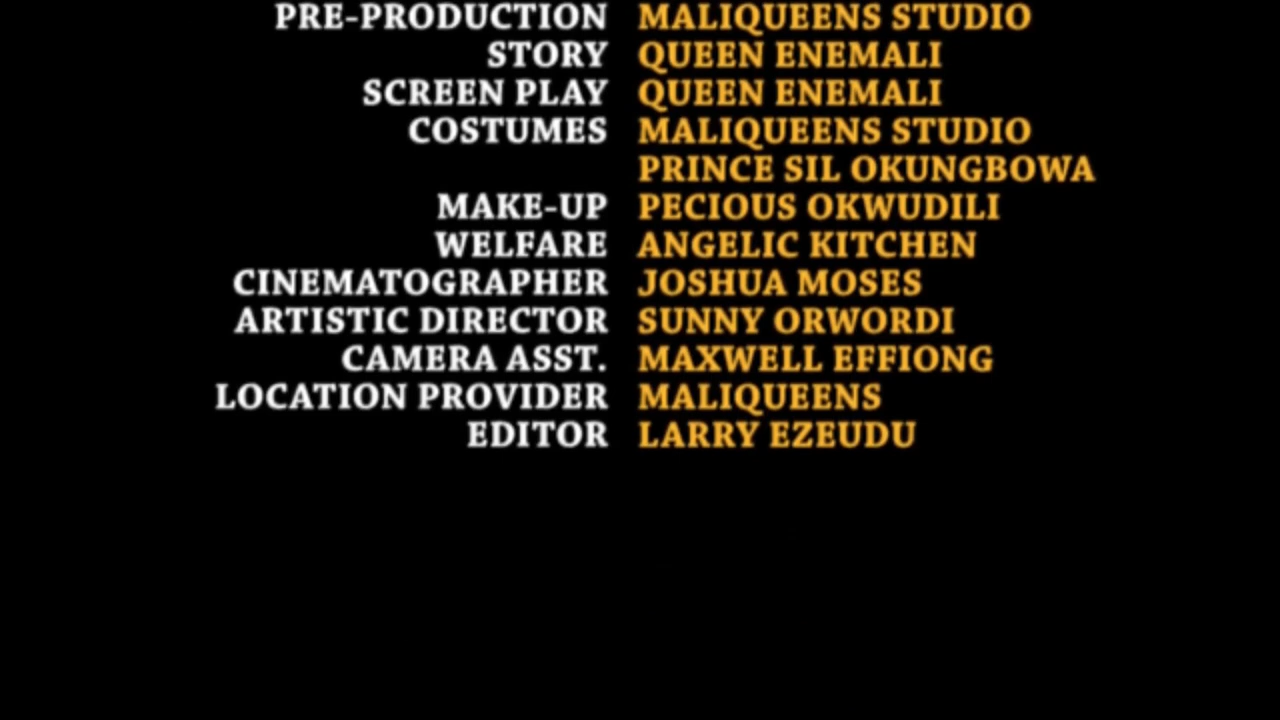 PRE-PRODUCTION MALIQUEENS STUDIO
STORY QUEEN ENEMALI
SCREEN PLAY QUEEN ENEMALI
COSTUMES MALIQUEENS STUDIO
PRINCE SIL OKUNGBOWA
MAKE-UP PECIOUS OKWUDILI
WELFARE ANGELIC KITCHEN
CINEMATOGRAPHER JOSHUA MOSES
ARTISTIC DIRECTOR SUNNY ORWORDI
CAMERA ASST. MAXWELL EFFIONG
LOCATION PROVIDER MALIQUEENS
EDITOR LARRY EZEUDU